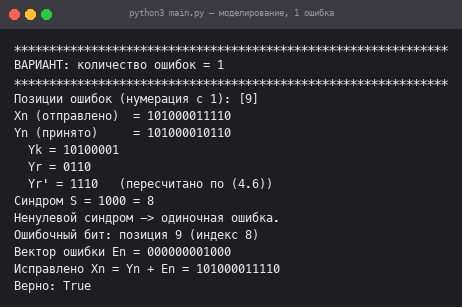 python3 main.py — моделирование, 1 ошибка
**************************************************************
ВАРИАНТ: количество ошибок = 1
**************************************************************
Позиции ошибок (нумерация с 1): [9]
Xn (отправлено)  = 101000011110
Yn (принято)     = 101000010110
  Yk = 10100001
  Yr = 0110
  Yr' = 1110   (пересчитано по (4.6))
Синдром S = 1000 = 8
Ненулевой синдром —> одиночная ошибка.
Ошибочный бит: позиция 9 (индекс 8)
Вектор ошибки En = 000000001000
Исправлено Xn = Yn + En = 101000011110
Верно: True